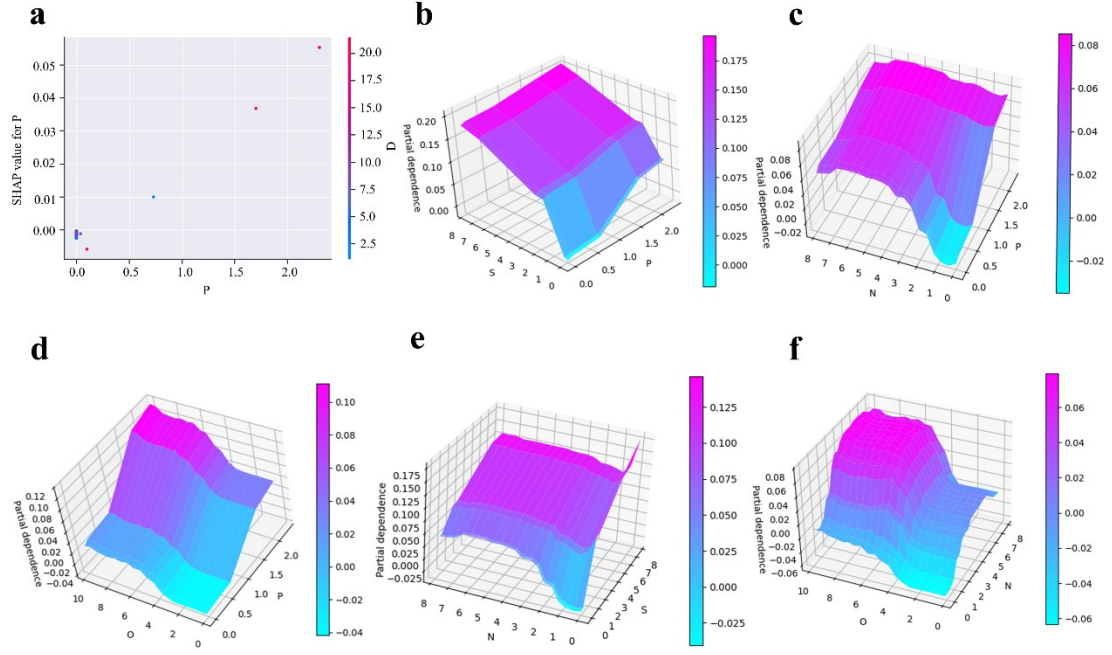 a
SHAP value for P
0.05
0.04
0.03
0.02
0.01
0.00
0.0 0.5 1.0 1.5 2.0
P
20.0
17.5
15.0
12.5
10.0
7.5
5.0
2.5
D
b
Partial dependence
0.20
0.15
0.10
0.05
0.00
8 7 6 5 4 3 2 1 0
S
0.0 0.5 1.0 1.5 2.0
P
0.175
0.150
0.125
0.100
0.075
0.050
0.025
0.000
c
Partial dependence
0.08
0.06
0.04
0.02
0.00
−0.02
8 7 6 5 4 3 2 1 0
N
0.0 0.5 1.0 1.5 2.0
P
0.08
0.06
0.04
0.02
0.00
−0.02
d
Partial dependence
0.12
0.10
0.08
0.06
0.04
0.02
0.00
−0.02
−0.04
10 8 6 4 2 0
O
0.0 0.5 1.0 1.5 2.0
P
0.10
0.08
0.06
0.04
0.02
0.00
−0.02
−0.04
e
Partial dependence
0.175
0.150
0.125
0.100
0.075
0.050
0.025
0.000
−0.025
8 7 6 5 4 3 2 1 0
N
0 1 2 3 4 5 6 7 8
S
0.125
0.100
0.075
0.050
0.025
0.000
−0.025
f
Partial dependence
0.08
0.06
0.04
0.02
0.00
−0.02
−0.04
−0.06
10 8 6 4 2 0
O
0 1 2 3 4 5 6 7 8
N
0.06
0.04
0.02
0.00
−0.02
−0.04
−0.06